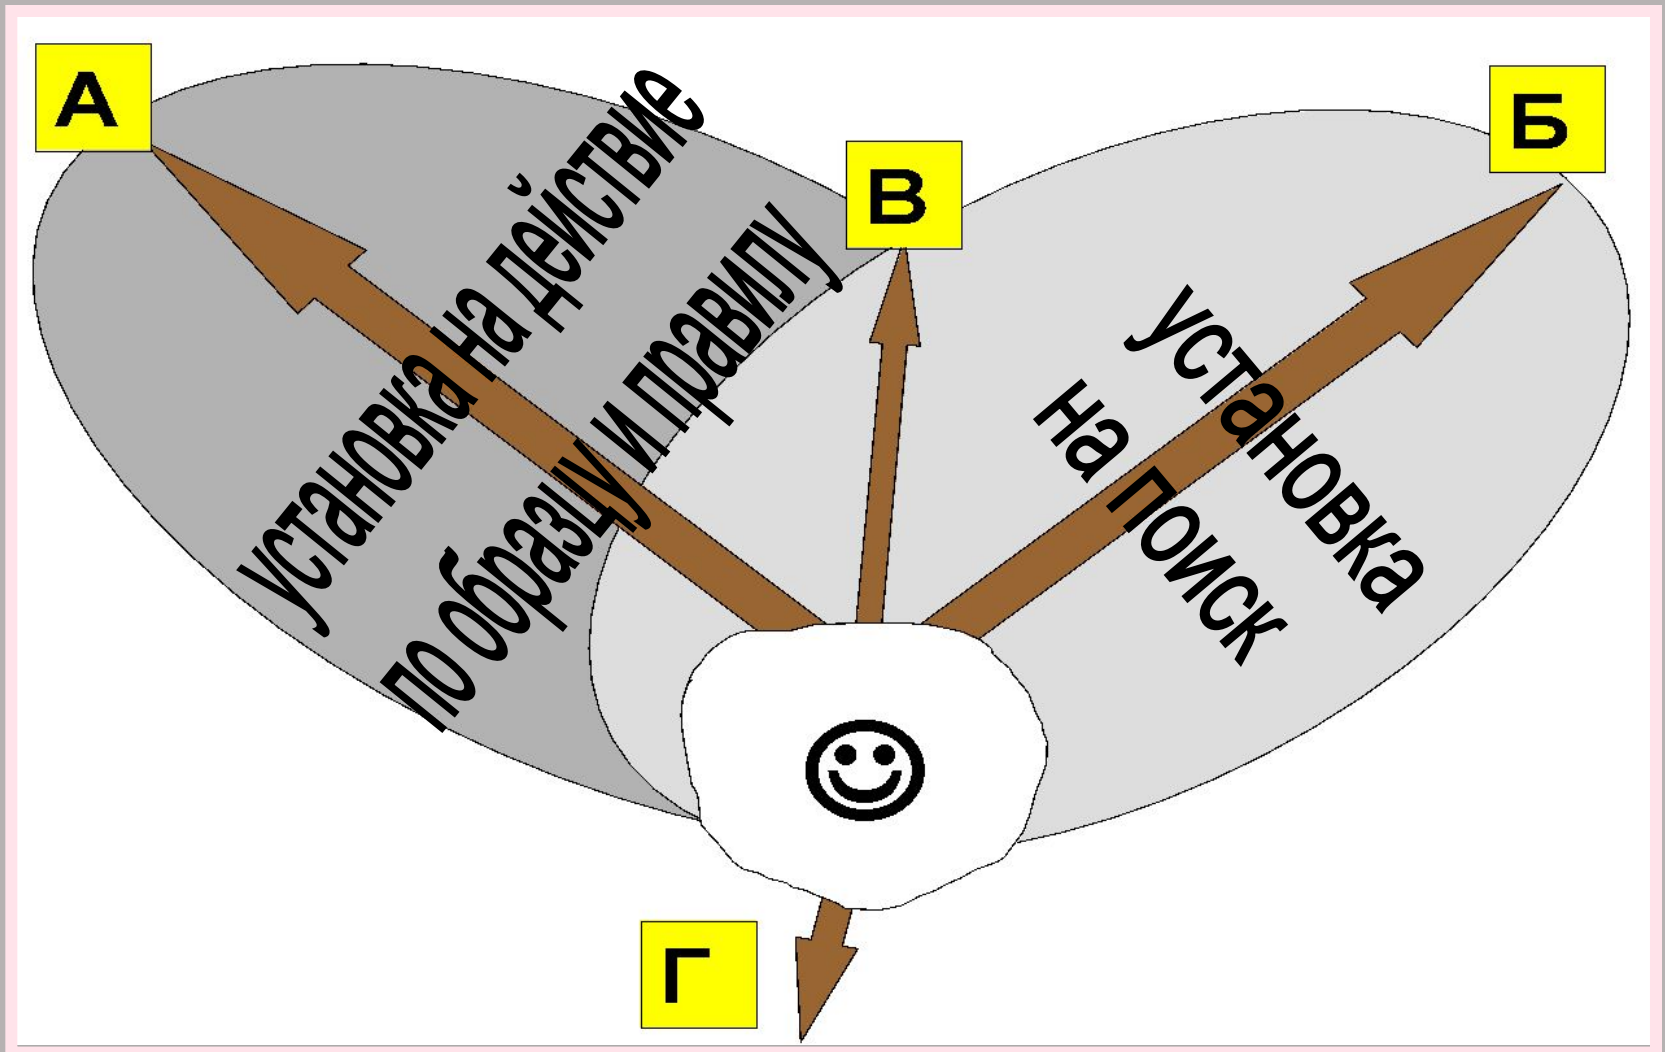 А
Б
В
установка на действие
по образцу и правилу
установка
на поиск
Г